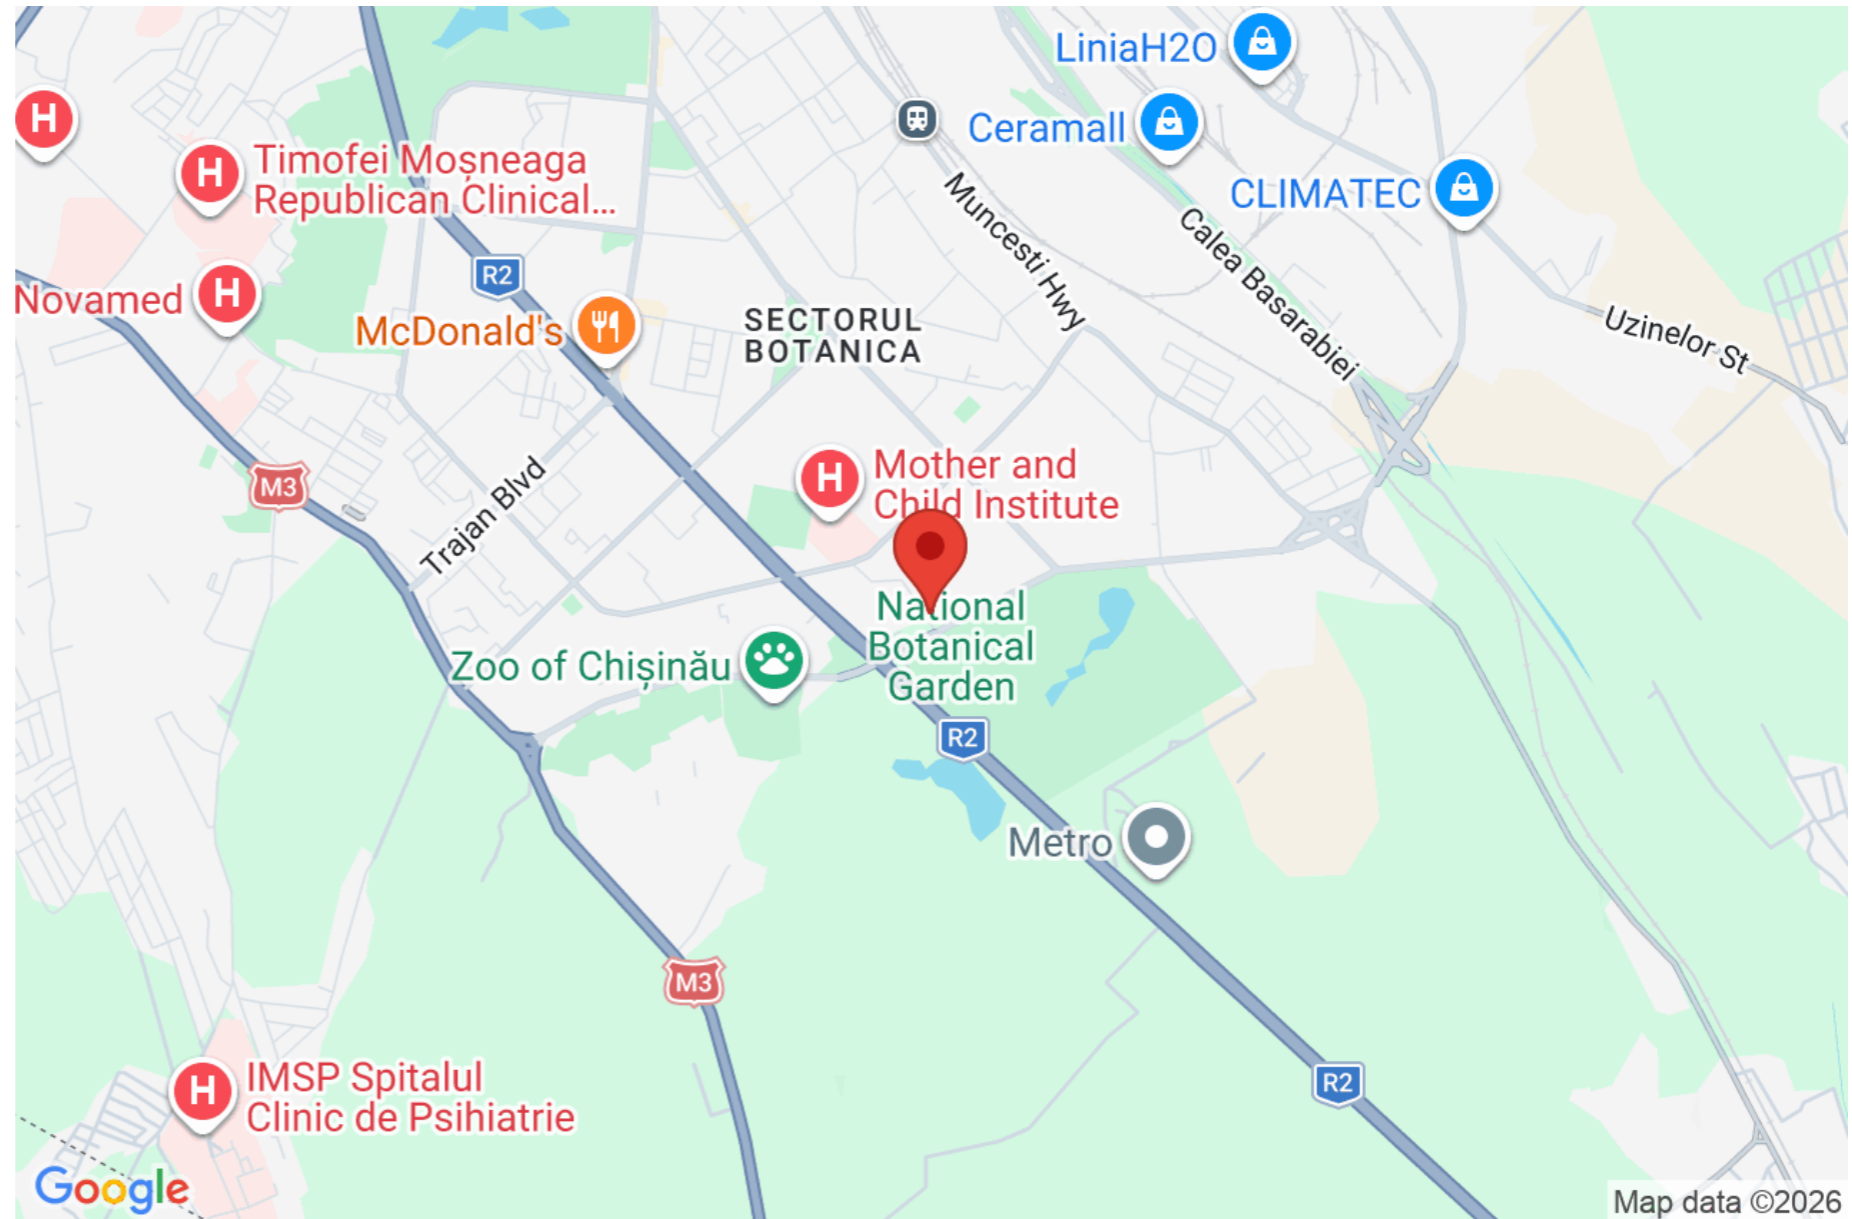 LiniaH2O
H
Ceramall
H
Timofei Moșneaga
Republican Clinical...
CLIMATEC
Muncesti Hwy
Calea Basarabiei
R2
Novamed
H
McDonald's
SECTORUL
BOTANICA
Uzinelor St
M3
Trajan Blvd
H
Mother and
Child Institute
National
Botanical
Garden
Zoo of Chișinău
R2
Metro
M3
R2
H
IMSP Spitalul
Clinic de Psihiatrie
Google
Map data ©2026